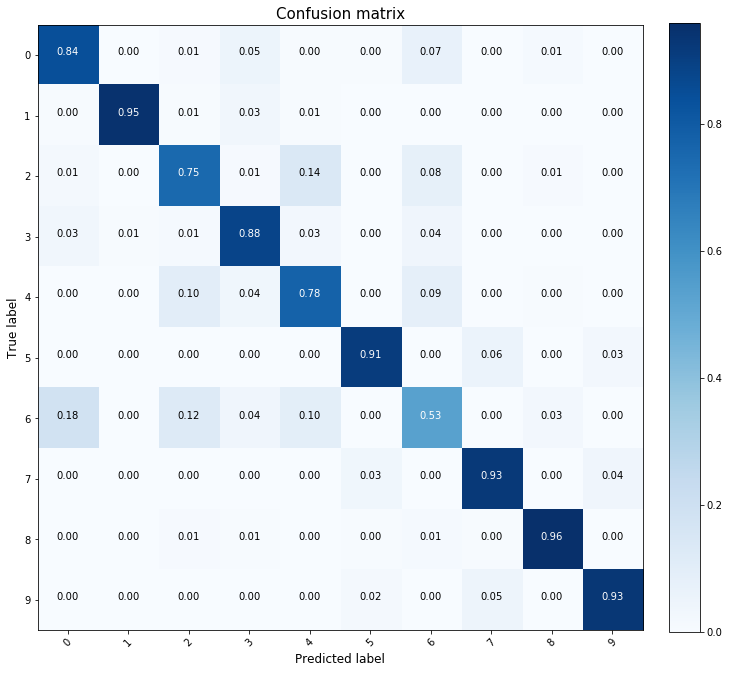 Confusion matrix
0 0.84 0.00 0.01 0.05 0.00 0.00 0.07 0.00 0.01 0.00
1 0.00 0.95 0.01 0.03 0.01 0.00 0.00 0.00 0.00 0.00
2 0.01 0.00 0.75 0.01 0.14 0.00 0.08 0.00 0.01 0.00
3 0.03 0.01 0.01 0.88 0.03 0.00 0.04 0.00 0.00 0.00
4 0.00 0.00 0.10 0.04 0.78 0.00 0.09 0.00 0.00 0.00
5 0.00 0.00 0.00 0.00 0.00 0.91 0.00 0.06 0.00 0.03
6 0.18 0.00 0.12 0.04 0.10 0.00 0.53 0.00 0.03 0.00
7 0.00 0.00 0.00 0.00 0.00 0.03 0.00 0.93 0.00 0.04
8 0.00 0.00 0.01 0.01 0.00 0.00 0.01 0.00 0.96 0.00
9 0.00 0.00 0.00 0.00 0.00 0.02 0.00 0.05 0.00 0.93
0 1 2 3 4 5 6 7 8 9
True label
Predicted label
0.8
0.6
0.4
0.2
0.0